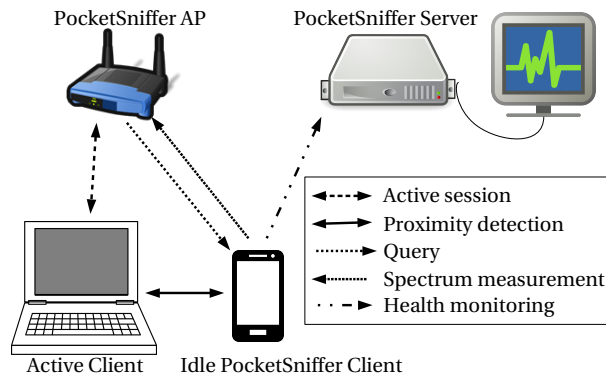 PocketSniffer AP
PocketSniffer Server
Active session
Proximity detection
Query
Spectrum measurement
Health monitoring
Active Client
Idle PocketSniffer Client